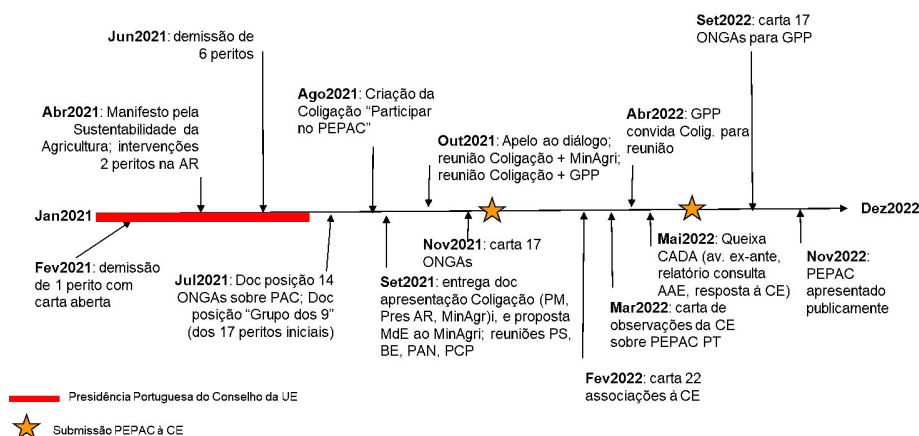 Set2022: carta 17
ONGAs para GPP
Jun2021: demissão de
6 peritos
Ago2021: Criação da
Coligação “Participar
no PEPAC”
Abr2021: Manifesto pela
Sustentabilidade da
Agricultura; intervenções
2 peritos na AR
Abr2022: GPP
convida Colig. para
reunião
Out2021: Apelo ao diálogo;
reunião Coligação + MinAgri;
reunião Coligação + GPP
Jan2021
Dez2022
Fev2021: demissão
de 1 perito com
carta aberta
Jul2021: Doc posição 14
ONGAs sobre PAC; Doc
posição “Grupo dos 9”
(dos 17 peritos iniciais)
Set2021: entrega doc
apresentação Coligação (PM,
Pres AR, MinAgr)i, e proposta
MdE ao MinAgri; reuniões PS,
BE, PAN, PCP
Nov2021: carta 17
ONGAs
Fev2022: carta 22
associações à CE
Mar2022: carta de
observações da CE
sobre PEPAC PT
Mai2022: Queixa
CADA (av. ex-ante,
relatório consulta
AAE, resposta à CE)
Nov2022:
PEPAC
apresentado
publicamente
Presidência Portuguesa do Conselho da UE
Submissão PEPAC à CE